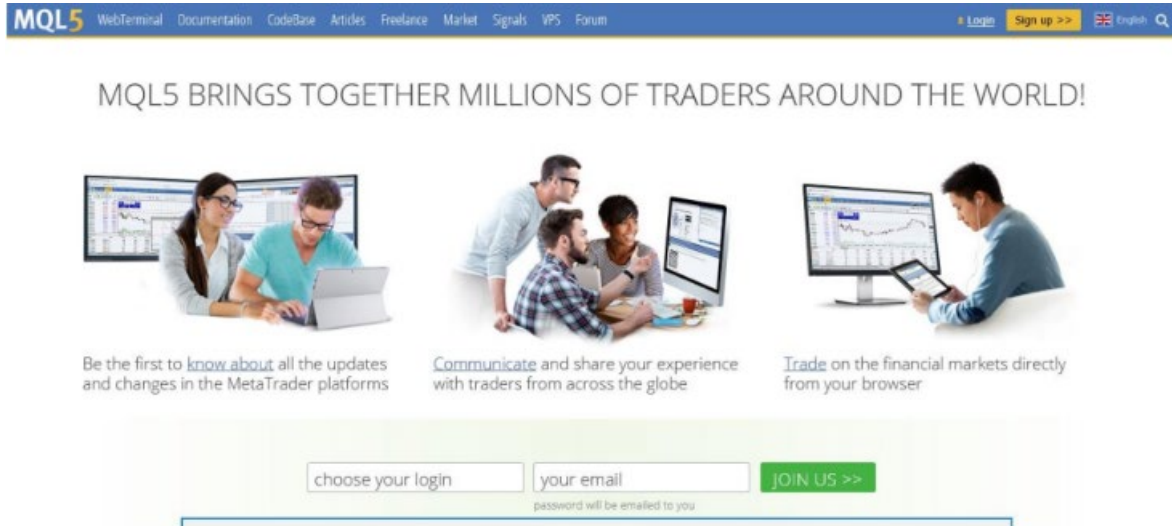 MQL5 WebTerminal Documentation CodeBase Articles Freelance Market Signals VPS Forum Login Sign up >> English
MQL5 BRINGS TOGETHER MILLIONS OF TRADERS AROUND THE WORLD!
Be the first to know about all the updates
and changes in the MetaTrader platforms
Communicate and share your experience
with traders from across the globe
Trade on the financial markets directly
from your browser
choose your login
your email
JOIN US >>
password will be emailed to you